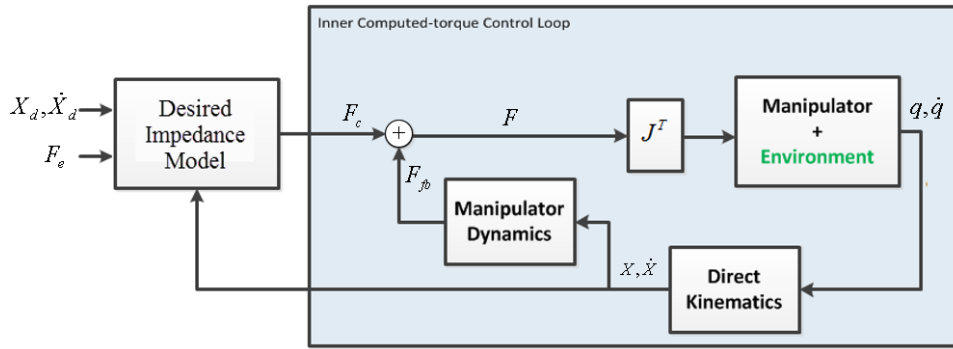 Inner Computed-torque Control Loop
X_d, Ẋ_d
F_e
Desired
Impedance
Model
F_c
+
F
J^T
Manipulator
+
Environment
q, q̇
F_fb
Manipulator
Dynamics
X, Ẋ
Direct
Kinematics